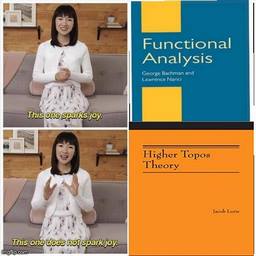 This one sparks joy.
Functional
Analysis
George Bachman and
Lawrence Narici
This one does not spark joy.
Higher Topos
Theory
Jacob Lurie
imgflip.com